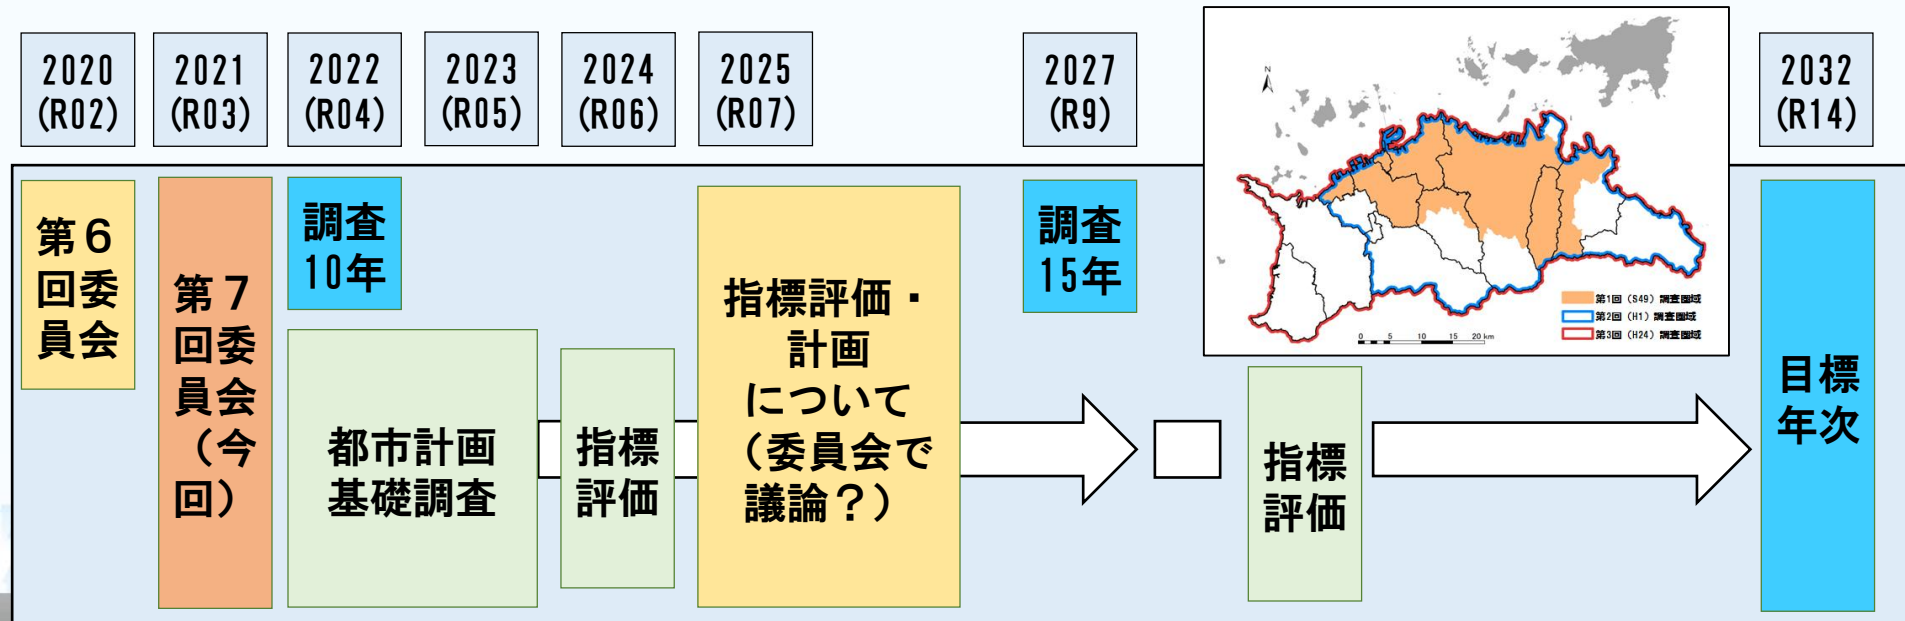 2020
(R02)
2021
(R03)
2022
(R04)
2023
(R05)
2024
(R06)
2025
(R07)
2027
(R9)
2032
(R14)
第６
回委
員会
第７
回委
員会
（今
回）
調査
10年
都市計画
基礎調査
指標
評価
指標評価・
計画
について
（委員会で
議論？）
調査
15年
指標
評価
目標
年次
N
第1回（S49）調査圏域
第2回（H1）調査圏域
第3回（H24）調査圏域
0 5 10 15 20 km